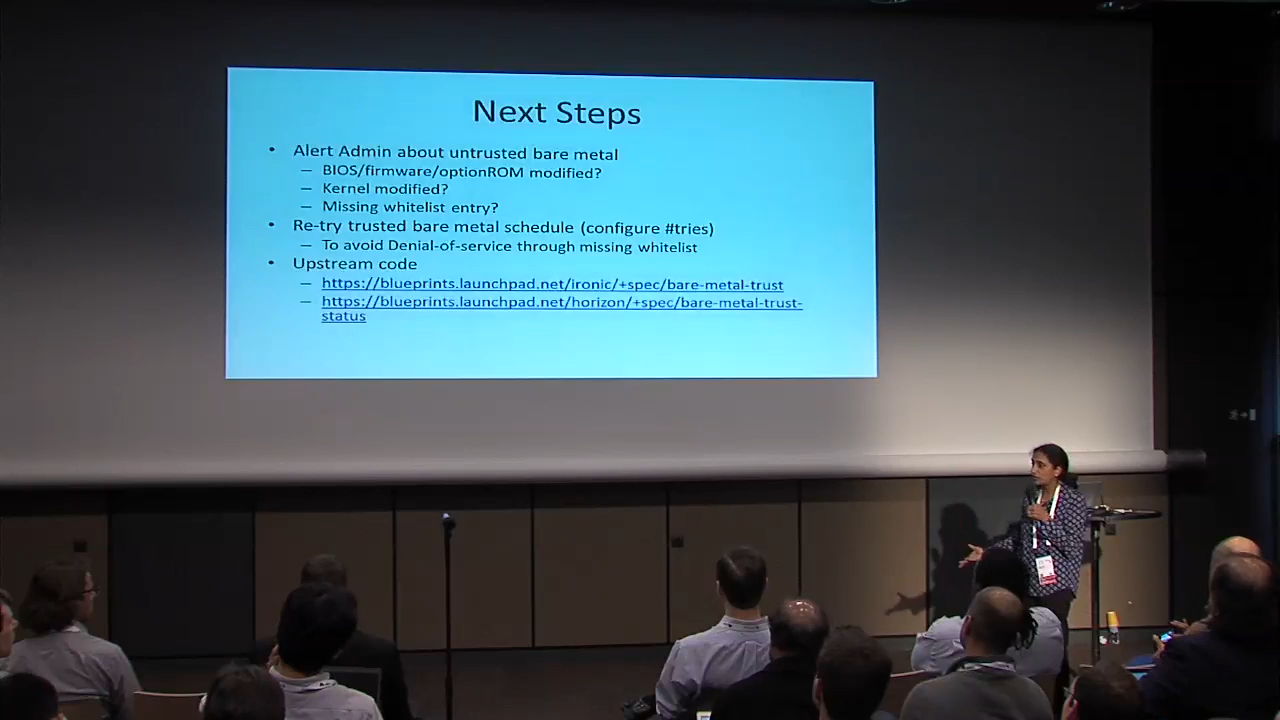 Next Steps
• Alert Admin about untrusted bare metal
– BIOS/firmware/optionROM modified?
– Kernel modified?
– Missing whitelist entry?
• Re-try trusted bare metal schedule (configure #tries)
– To avoid Denial-of-service through missing whitelist
• Upstream code
– https://blueprints.launchpad.net/ironic/+spec/bare-metal-trust
– https://blueprints.launchpad.net/horizon/+spec/bare-metal-trust-
status